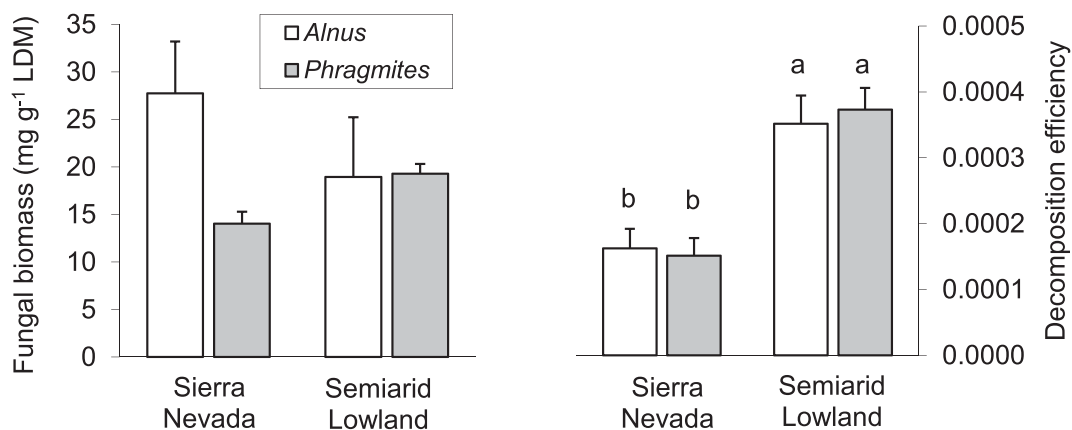 Fungal biomass (mg g⁻¹ LDM)
35
30
25
20
15
10
5
0
Alnus
Phragmites
Sierra
Nevada
Semiarid
Lowland
b
b
a
a
0.0005
0.0004
0.0003
0.0002
0.0001
0.0000
Decomposition efficiency
Sierra
Nevada
Semiarid
Lowland